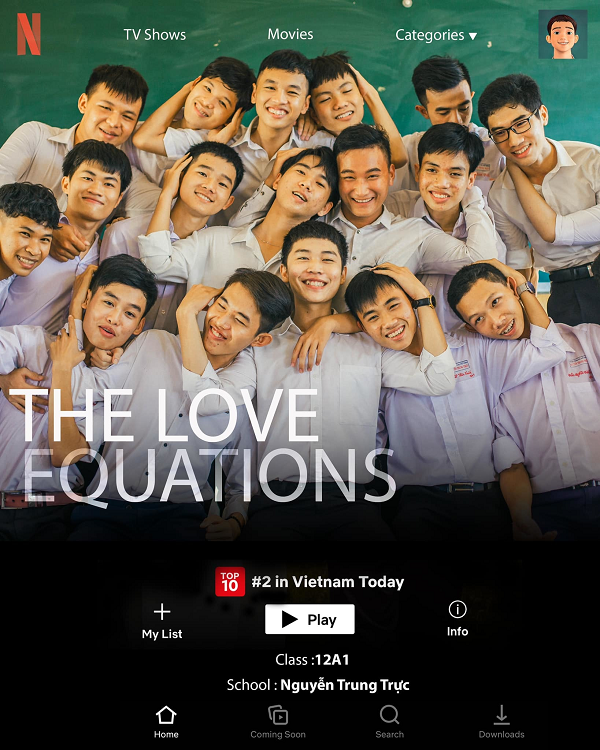 N
TV Shows
Movies
Categories ▼
THE LOVE
EQUATIONS
TOP
10
#2 in Vietnam Today
My List
Play
Info
Class :12A1
School : Nguyễn Trung Trực
Home
Coming Soon
Search
Downloads